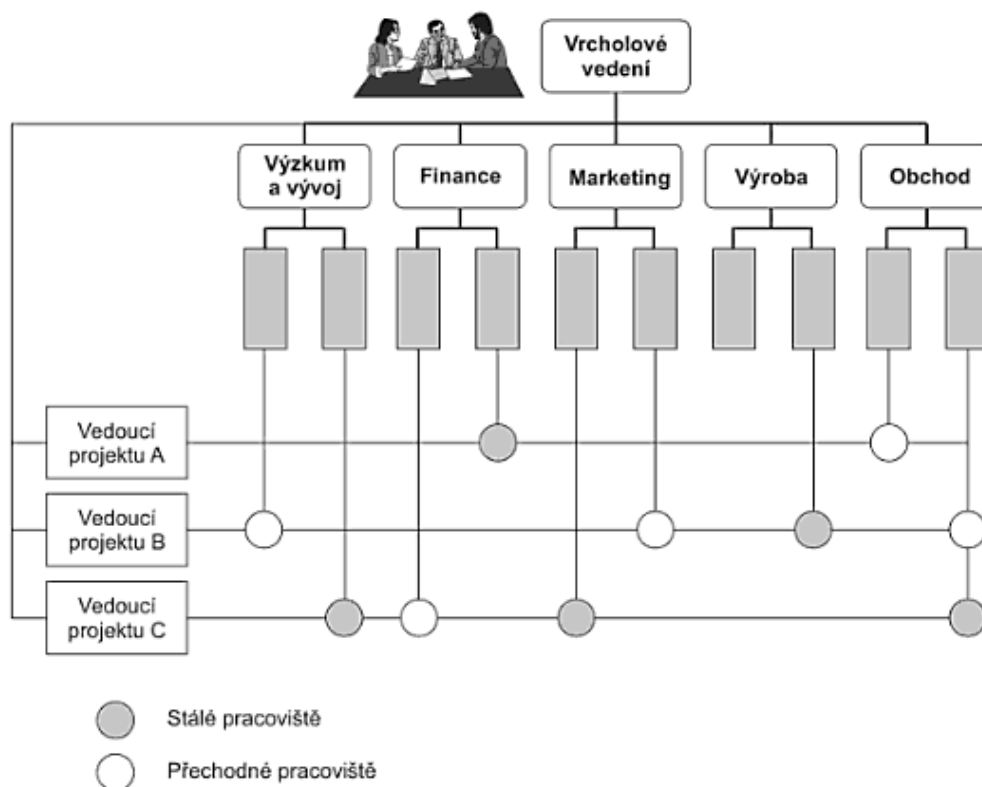 Vrcholové
vedení
Výzkum
a vývoj
Finance
Marketing
Výroba
Obchod
Vedoucí
projektu A
Vedoucí
projektu B
Vedoucí
projektu C
Stálé pracoviště
Přechodné pracoviště